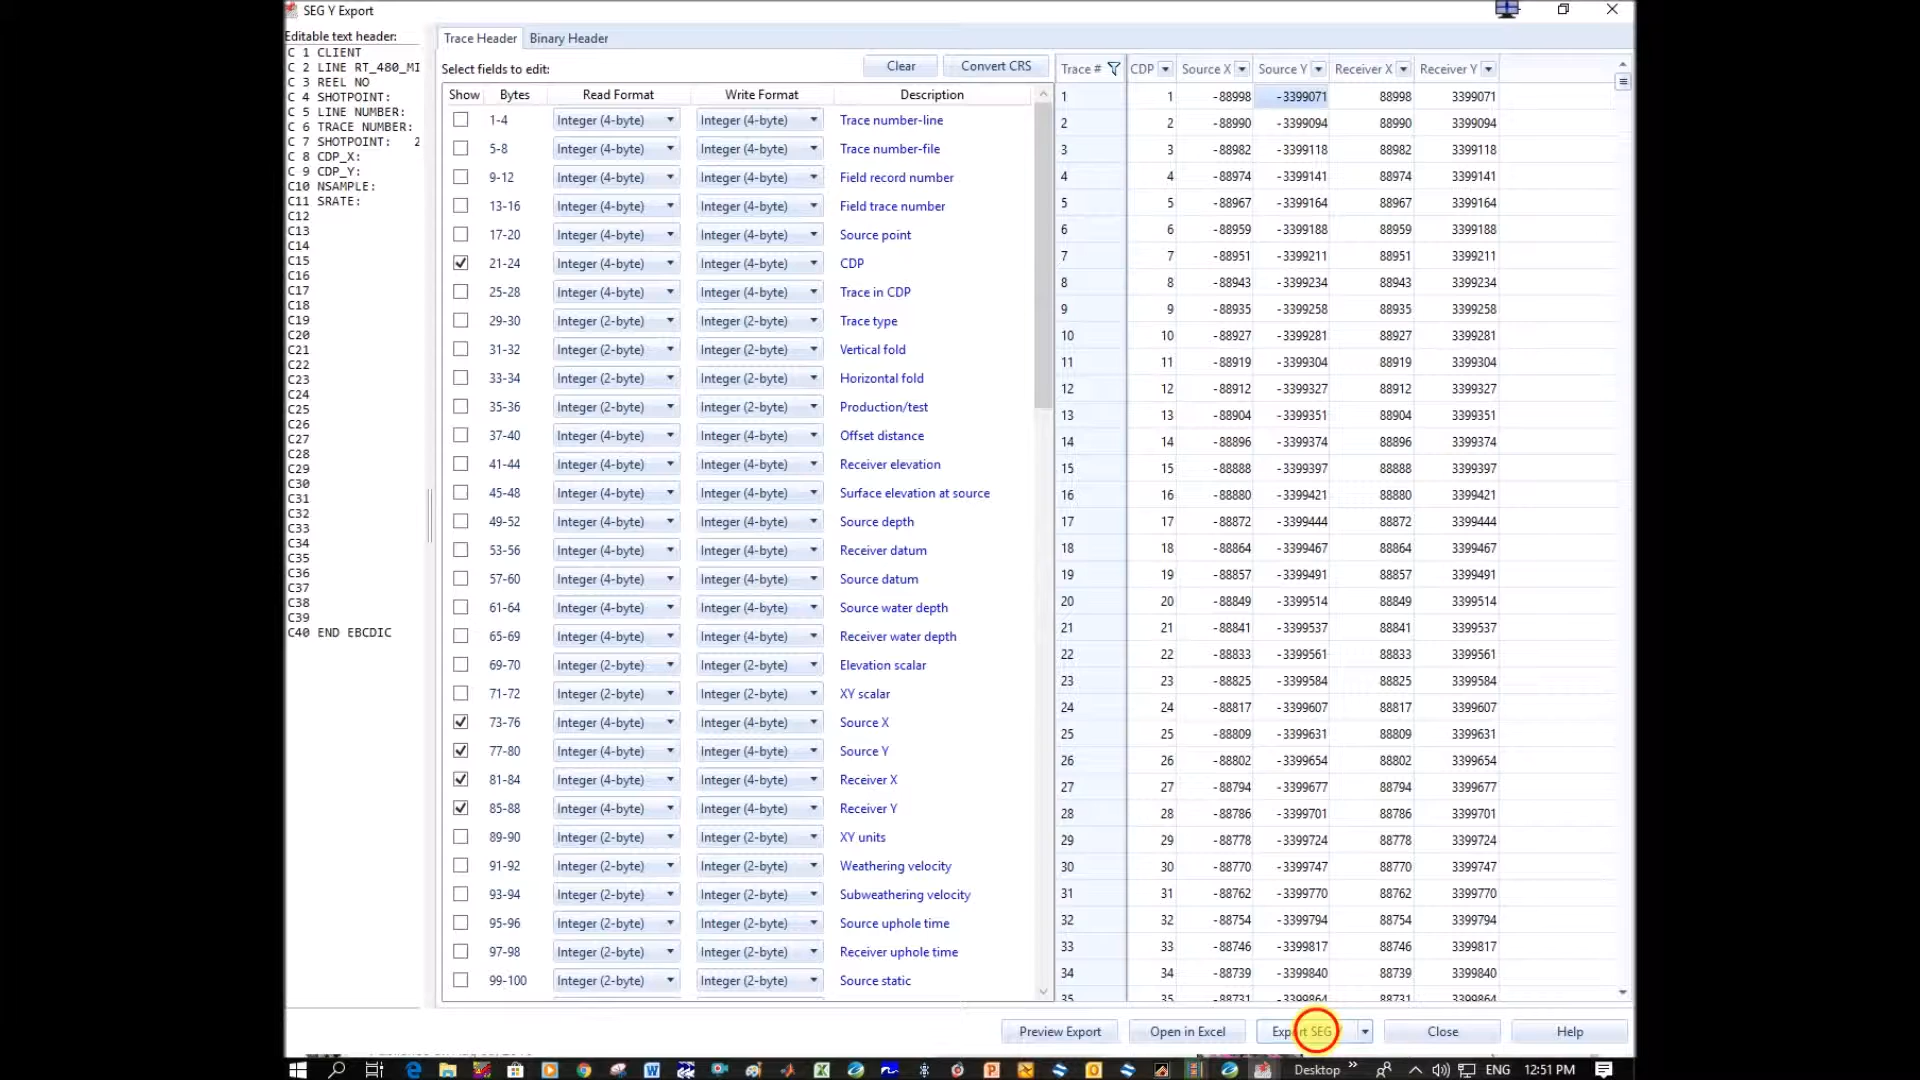 SEG Y Export
Editable text header:
C 1 CLIENT
C 2 LINE RT_480_MI
C 3 REEL NO
C 4 SHOTPOINT:
C 5 LINE NUMBER:
C 6 TRACE NUMBER:
C 7 SHOTPOINT: 2
C 8 CDP_X:
C 9 CDP_Y:
C10 NSAMPLE:
C11 SRATE:
C12
C13
C14
C15
C16
C17
C18
C19
C20
C21
C22
C23
C24
C25
C26
C27
C28
C29
C30
C31
C32
C33
C34
C35
C36
C37
C38
C39
C40 END EBCDIC
Trace Header Binary Header
Select fields to edit: Clear Convert CRS
Show Bytes Read Format Write Format Description
1-4 Integer (4-byte) Integer (4-byte) Trace number-line
5-8 Integer (4-byte) Integer (4-byte) Trace number-file
9-12 Integer (4-byte) Integer (4-byte) Field record number
13-16 Integer (4-byte) Integer (4-byte) Field trace number
17-20 Integer (4-byte) Integer (4-byte) Source point
21-24 Integer (4-byte) Integer (4-byte) CDP
25-28 Integer (4-byte) Integer (4-byte) Trace in CDP
29-30 Integer (2-byte) Integer (2-byte) Trace type
31-32 Integer (2-byte) Integer (2-byte) Vertical fold
33-34 Integer (2-byte) Integer (2-byte) Horizontal fold
35-36 Integer (2-byte) Integer (2-byte) Production/test
37-40 Integer (4-byte) Integer (4-byte) Offset distance
41-44 Integer (4-byte) Integer (4-byte) Receiver elevation
45-48 Integer (4-byte) Integer (4-byte) Surface elevation at source
49-52 Integer (4-byte) Integer (4-byte) Source depth
53-56 Integer (4-byte) Integer (4-byte) Receiver datum
57-60 Integer (4-byte) Integer (4-byte) Source datum
61-64 Integer (4-byte) Integer (4-byte) Source water depth
65-69 Integer (4-byte) Integer (4-byte) Receiver water depth
69-70 Integer (2-byte) Integer (2-byte) Elevation scalar
71-72 Integer (2-byte) Integer (2-byte) XY scalar
73-76 Integer (4-byte) Integer (4-byte) Source X
77-80 Integer (4-byte) Integer (4-byte) Source Y
81-84 Integer (4-byte) Integer (4-byte) Receiver X
85-88 Integer (4-byte) Integer (4-byte) Receiver Y
89-90 Integer (2-byte) Integer (2-byte) XY units
91-92 Integer (2-byte) Integer (2-byte) Weathering velocity
93-94 Integer (2-byte) Integer (2-byte) Subweathering velocity
95-96 Integer (2-byte) Integer (2-byte) Source uphole time
97-98 Integer (2-byte) Integer (2-byte) Receiver uphole time
99-100 Integer (2-byte) Integer (2-byte) Source static
Trace # CDP Source X Source Y Receiver X Receiver Y
1 1 -88998 -3399071 88998 3399071
2 2 -88990 -3399094 88990 3399094
3 3 -88982 -3399118 88982 3399118
4 4 -88974 -3399141 88974 3399141
5 5 -88967 -3399164 88967 3399164
6 6 -88959 -3399188 88959 3399188
7 7 -88951 -3399211 88951 3399211
8 8 -88943 -3399234 88943 3399234
9 9 -88935 -3399258 88935 3399258
10 10 -88927 -3399281 88927 3399281
11 11 -88919 -3399304 88919 3399304
12 12 -88912 -3399327 88912 3399327
13 13 -88904 -3399351 88904 3399351
14 14 -88896 -3399374 88896 3399374
15 15 -88888 -3399397 88888 3399397
16 16 -88880 -3399421 88880 3399421
17 17 -88872 -3399444 88872 3399444
18 18 -88864 -3399467 88864 3399467
19 19 -88857 -3399491 88857 3399491
20 20 -88849 -3399514 88849 3399514
21 21 -88841 -3399537 88841 3399537
22 22 -88833 -3399561 88833 3399561
23 23 -88825 -3399584 88825 3399584
24 24 -88817 -3399607 88817 3399607
25 25 -88809 -3399631 88809 3399631
26 26 -88802 -3399654 88802 3399654
27 27 -88794 -3399677 88794 3399677
28 28 -88786 -3399701 88786 3399701
29 29 -88778 -3399724 88778 3399724
30 30 -88770 -3399747 88770 3399747
31 31 -88762 -3399770 88762 3399770
32 32 -88754 -3399794 88754 3399794
33 33 -88746 -3399817 88746 3399817
34 34 -88739 -3399840 88739 3399840
35 35 -88731 -3399864 88731 3399864
Preview Export Open in Excel Export SEG Close Help
Desktop ENG 12:51 PM